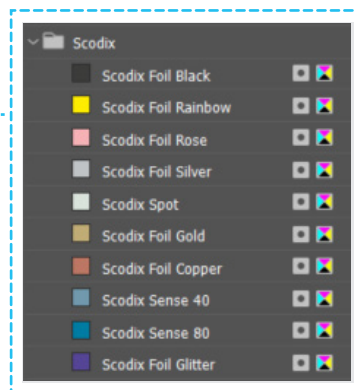 Scodix
Scodix Foil Black
Scodix Foil Rainbow
Scodix Foil Rose
Scodix Foil Silver
Scodix Spot
Scodix Foil Gold
Scodix Foil Copper
Scodix Sense 40
Scodix Sense 80
Scodix Foil Glitter